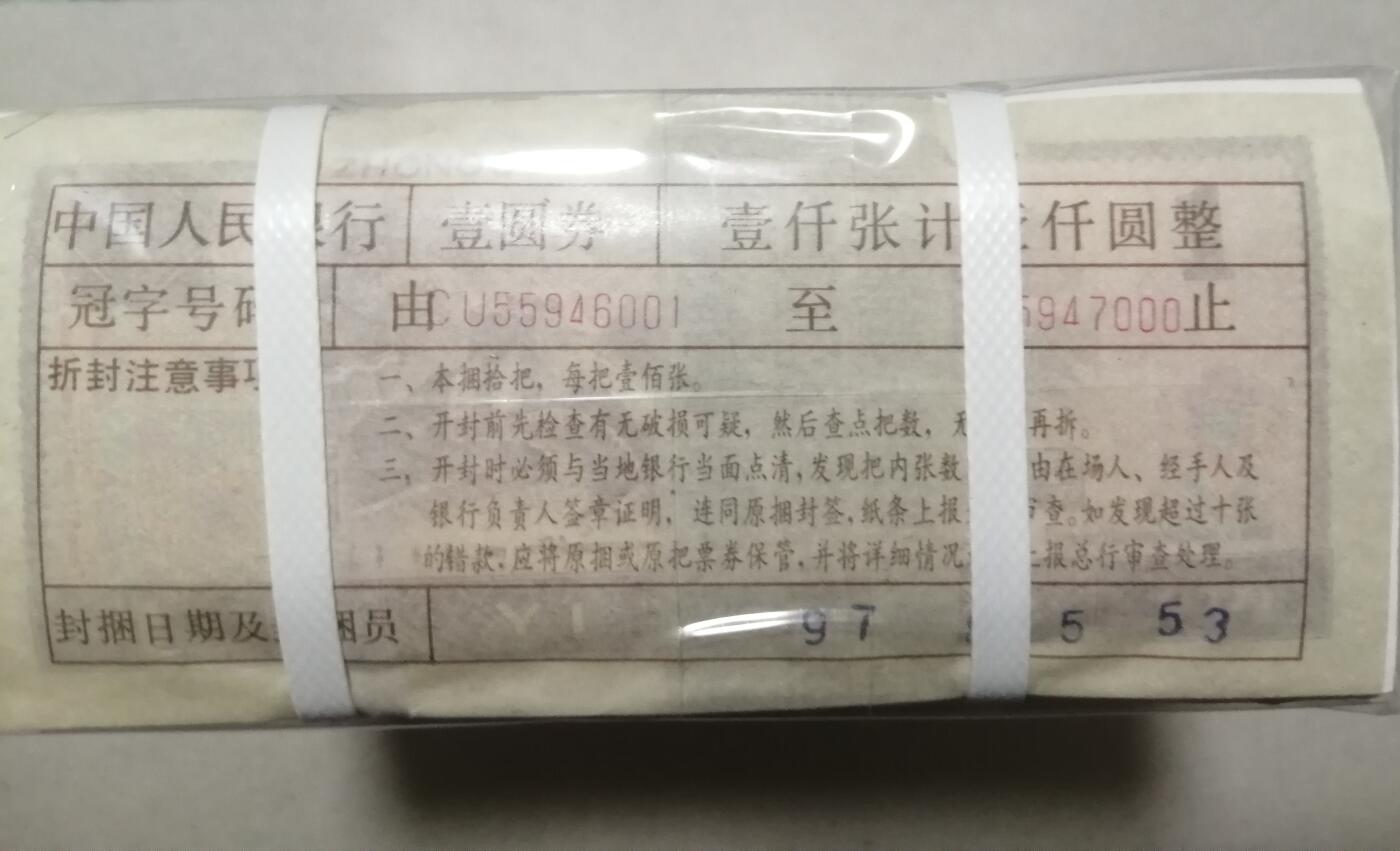 ZHONG
中国人民 行 壹圆券 壹仟张计 仟圆整
冠字号 由CU55946001 至 5947000止
折封注意事
一、本捆拾把，每把壹佰张。
二、开封前先检查有无破损可疑，然后查点把数，无 再拆。
三、开封时必须与当地银行当面点清，发现把内张数 由在场人、经手人及
银行负责人签章证明，连同原捆封签，纸条上报 查。如发现超过十张
的错款，应将原捆或原把票券保管，并将详细情况 上报总行审查处理。
封捆日期及 捆员 97 5 53